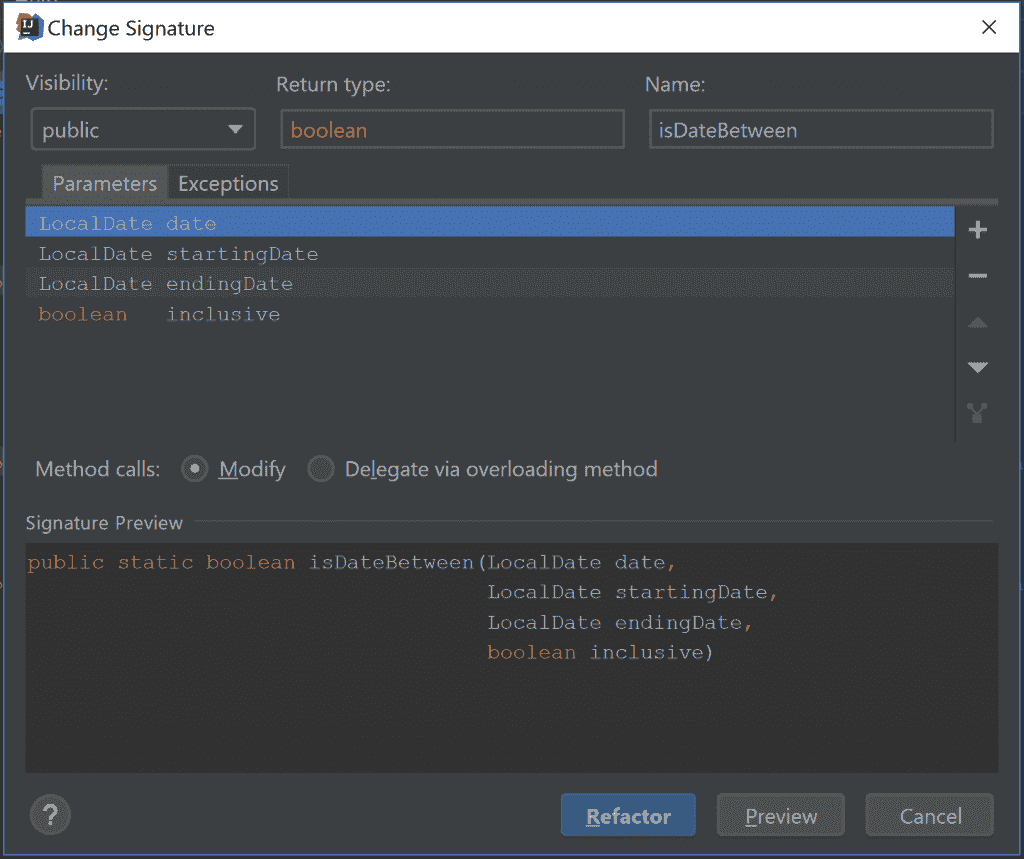 Change Signature
Visibility:
Return type:
Name:
public
boolean
isDateBetween
Parameters
Exceptions
LocalDate date
LocalDate startingDate
LocalDate endingDate
boolean inclusive
Method calls:
Modify
Delegate via overloading method
Signature Preview
public static boolean isDateBetween(LocalDate date,
LocalDate startingDate,
LocalDate endingDate,
boolean inclusive)
?
Refactor
Preview
Cancel